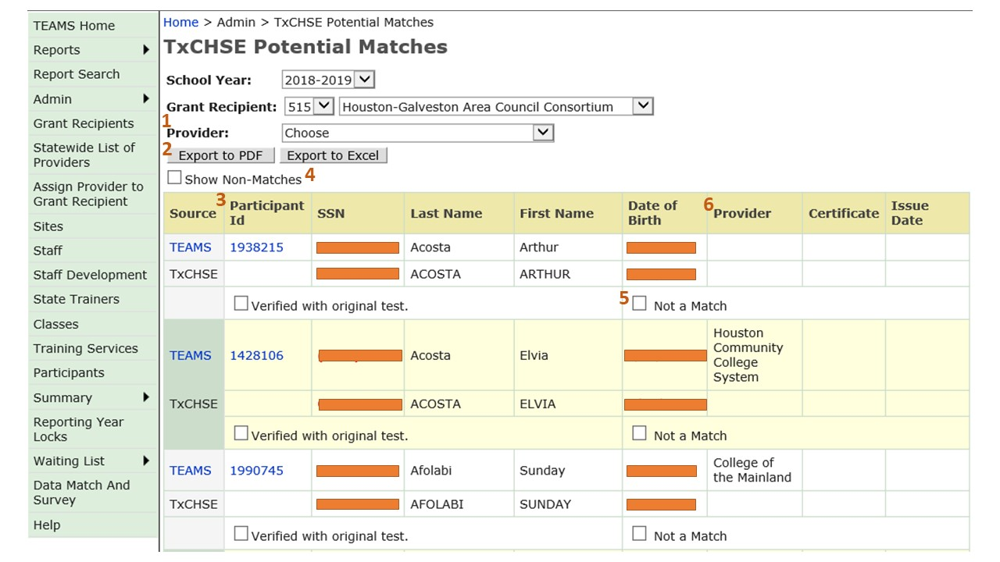 TEAMS Home
Reports
Report Search
Admin
Grant Recipients
Statewide List of
Providers
Assign Provider to
Grant Recipient
Sites
Staff
Staff Development
State Trainers
Classes
Training Services
Participants
Summary
Reporting Year
Locks
Waiting List
Data Match And
Survey
Help
Home > Admin > TxCHSE Potential Matches
TxCHSE Potential Matches
School Year: 2018-2019
Grant Recipient: 515 Houston-Galveston Area Council Consortium
1
Provider: Choose
2 Export to PDF Export to Excel
Show Non-Matches 4
Source 3 Participant Id SSN Last Name First Name Date of Birth 6 Provider Certificate Issue Date
TEAMS 1938215 Acosta Arthur
TxCHSE ACOSTA ARTHUR
Verified with original test. 5 Not a Match
TEAMS 1428106 Acosta Elvia Houston Community College System
TxCHSE ACOSTA ELVIA
Verified with original test. Not a Match
TEAMS 1990745 Afolabi Sunday College of the Mainland
TxCHSE AFOLABI SUNDAY
Verified with original test. Not a Match